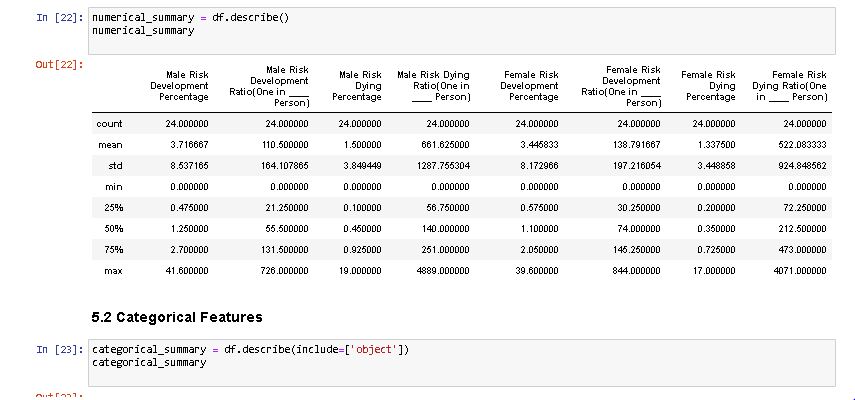 In [22]: numerical_summary = df.describe()
numerical_summary
Out[22]:
Male Risk Development Percentage Male Risk Development Ratio(One in ____ Person) Male Risk Dying Percentage Male Risk Dying Ratio(One in ____ Person) Female Risk Development Percentage Female Risk Development Ratio(One in ____ Person) Female Risk Dying Percentage Female Risk Dying Ratio(One in ____ Person)
count 24.000000 24.000000 24.000000 24.000000 24.000000 24.000000 24.000000 24.000000
mean 3.716667 110.500000 1.500000 661.625000 3.445833 138.791667 1.337500 522.083333
std 8.537165 164.107865 3.849449 1287.755304 8.172966 197.216054 3.448858 924.848562
min 0.000000 0.000000 0.000000 0.000000 0.000000 0.000000 0.000000 0.000000
25% 0.475000 21.250000 0.100000 56.750000 0.575000 30.250000 0.200000 72.250000
50% 1.250000 55.500000 0.450000 140.000000 1.100000 74.000000 0.350000 212.500000
75% 2.700000 131.500000 0.925000 251.000000 2.050000 145.250000 0.725000 473.000000
max 41.600000 726.000000 19.000000 4889.000000 39.600000 844.000000 17.000000 4071.000000
5.2 Categorical Features
In [23]: categorical_summary = df.describe(include=['object'])
categorical_summary